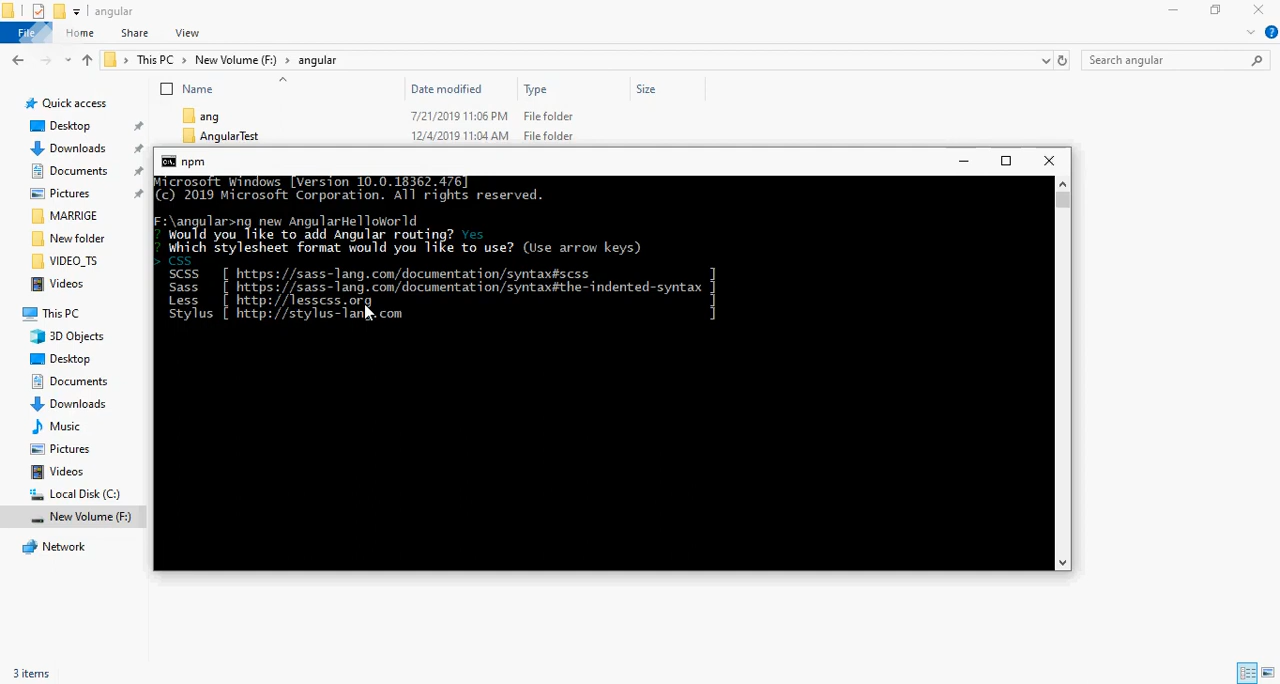 angular
File Home Share View
This PC New Volume (F:) angular
Search angular
Name Date modified Type Size
ang 7/21/2019 11:06 PM File folder
AngularTest 12/4/2019 11:04 AM File folder
Quick access
Desktop
Downloads
Documents
Pictures
MARRIGE
New folder
VIDEO_TS
Videos
This PC
3D Objects
Desktop
Documents
Downloads
Music
Pictures
Videos
Local Disk (C:)
New Volume (F:)
Network
npm
Microsoft Windows [Version 10.0.18362.476]
(c) 2019 Microsoft Corporation. All rights reserved.
F:\angular>ng new AngularHelloWorld
? Would you like to add Angular routing? Yes
? Which stylesheet format would you like to use? (Use arrow keys)
> CSS
SCSS [ https://sass-lang.com/documentation/syntax#scss ]
Sass [ https://sass-lang.com/documentation/syntax#the-indented-syntax ]
Less [ http://lesscss.org ]
Stylus [ http://stylus-lang.com ]
3 items